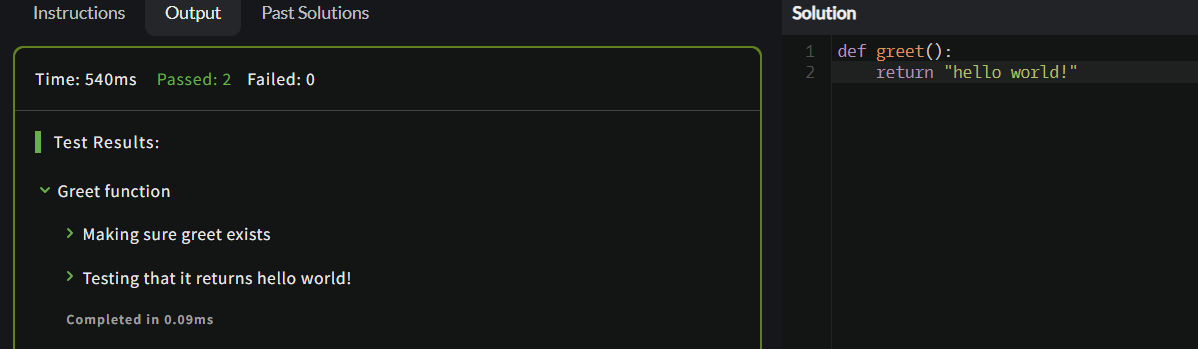 Instructions Output Past Solutions
Time: 540ms Passed: 2 Failed: 0
Test Results:
Greet function
Making sure greet exists
Testing that it returns hello world!
Completed in 0.09ms
Solution
1 def greet():
2     return "hello world!"